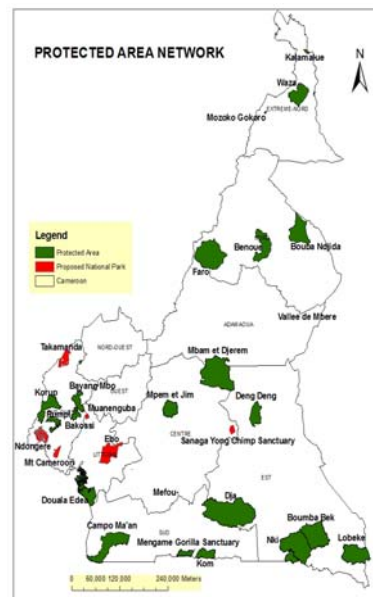 PROTECTED AREA NETWORK
N
Kalamalue
Waza
EXTREME-NORD
Mozoko Gokoro
Legend
Protected Area
Proposed National Park
Cameroon
Benoue
Bouba Ndjida
Faro
Vallee de Mbere
ADAMAOUA
Takamanda
NORD-OUEST
Mbam et Djerem
Bayang-Mbo
OUEST
Korup
Muanenguba
Mpem et Jim
Deng Deng
Bakossi
Ebo
CENTRE
Ndongere
LITTORAL
Sanaga Yong Chimp Sanctuary
Mt Cameroon
EST
Douala Edea
Mefou
Dja
Campo Ma'an
SUD
Boumba Bek
Mengame Gorilla Sanctuary
Nki
Lobeke
Kom
0 60,000 120,000 240,000 Meters